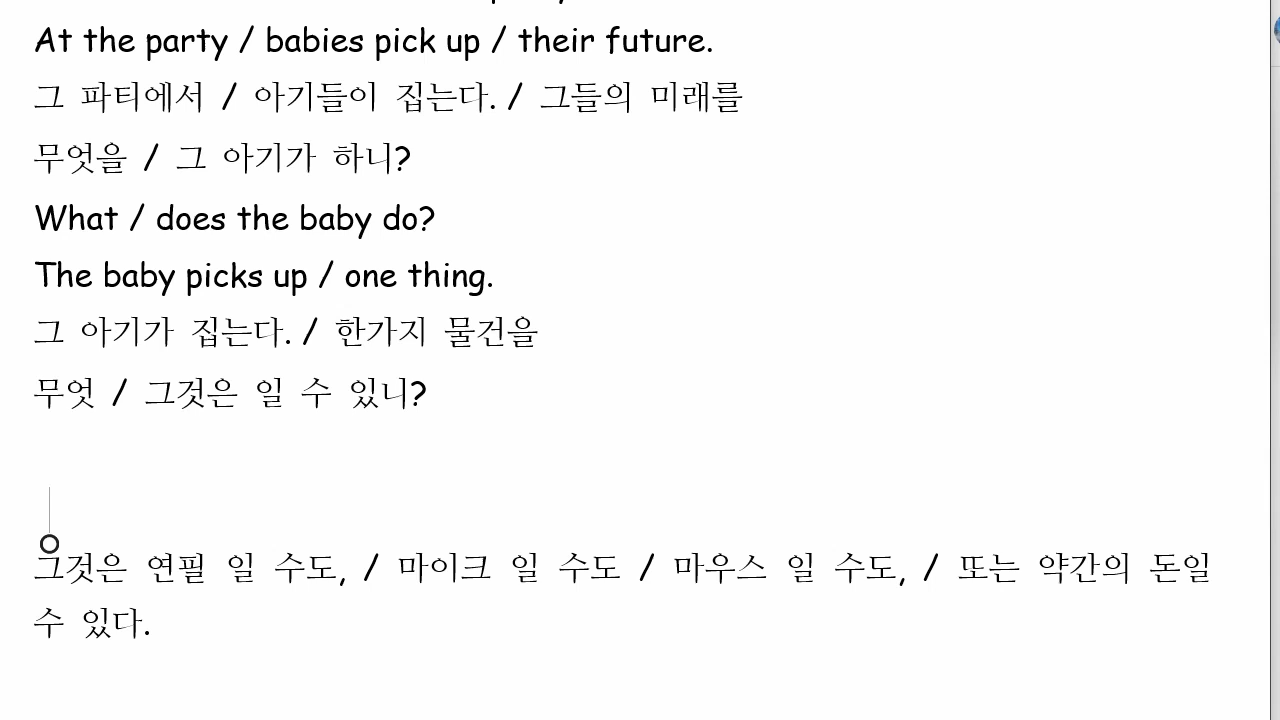 At the party / babies pick up / their future.
그 파티에서 / 아기들이 집는다. / 그들의 미래를
무엇을 / 그 아기가 하니?
What / does the baby do?
The baby picks up / one thing.
그 아기가 집는다. / 한가지 물건을
무엇 / 그것은 일 수 있니?
그것은 연필 일 수도, / 마이크 일 수도 / 마우스 일 수도, / 또는 약간의 돈일
수 있다.